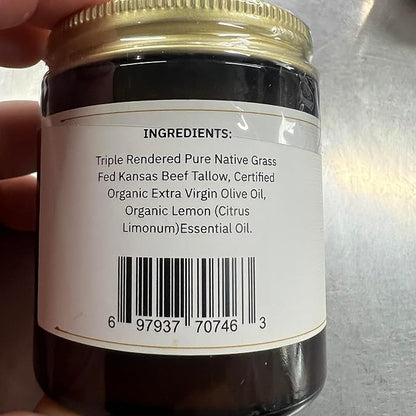 INGREDIENTS:
Triple Rendered Pure Native Grass
Fed Kansas Beef Tallow, Certified
Organic Extra Virgin Olive Oil,
Organic Lemon (Citrus
Limonum)Essential Oil.
6 97937 70746 3